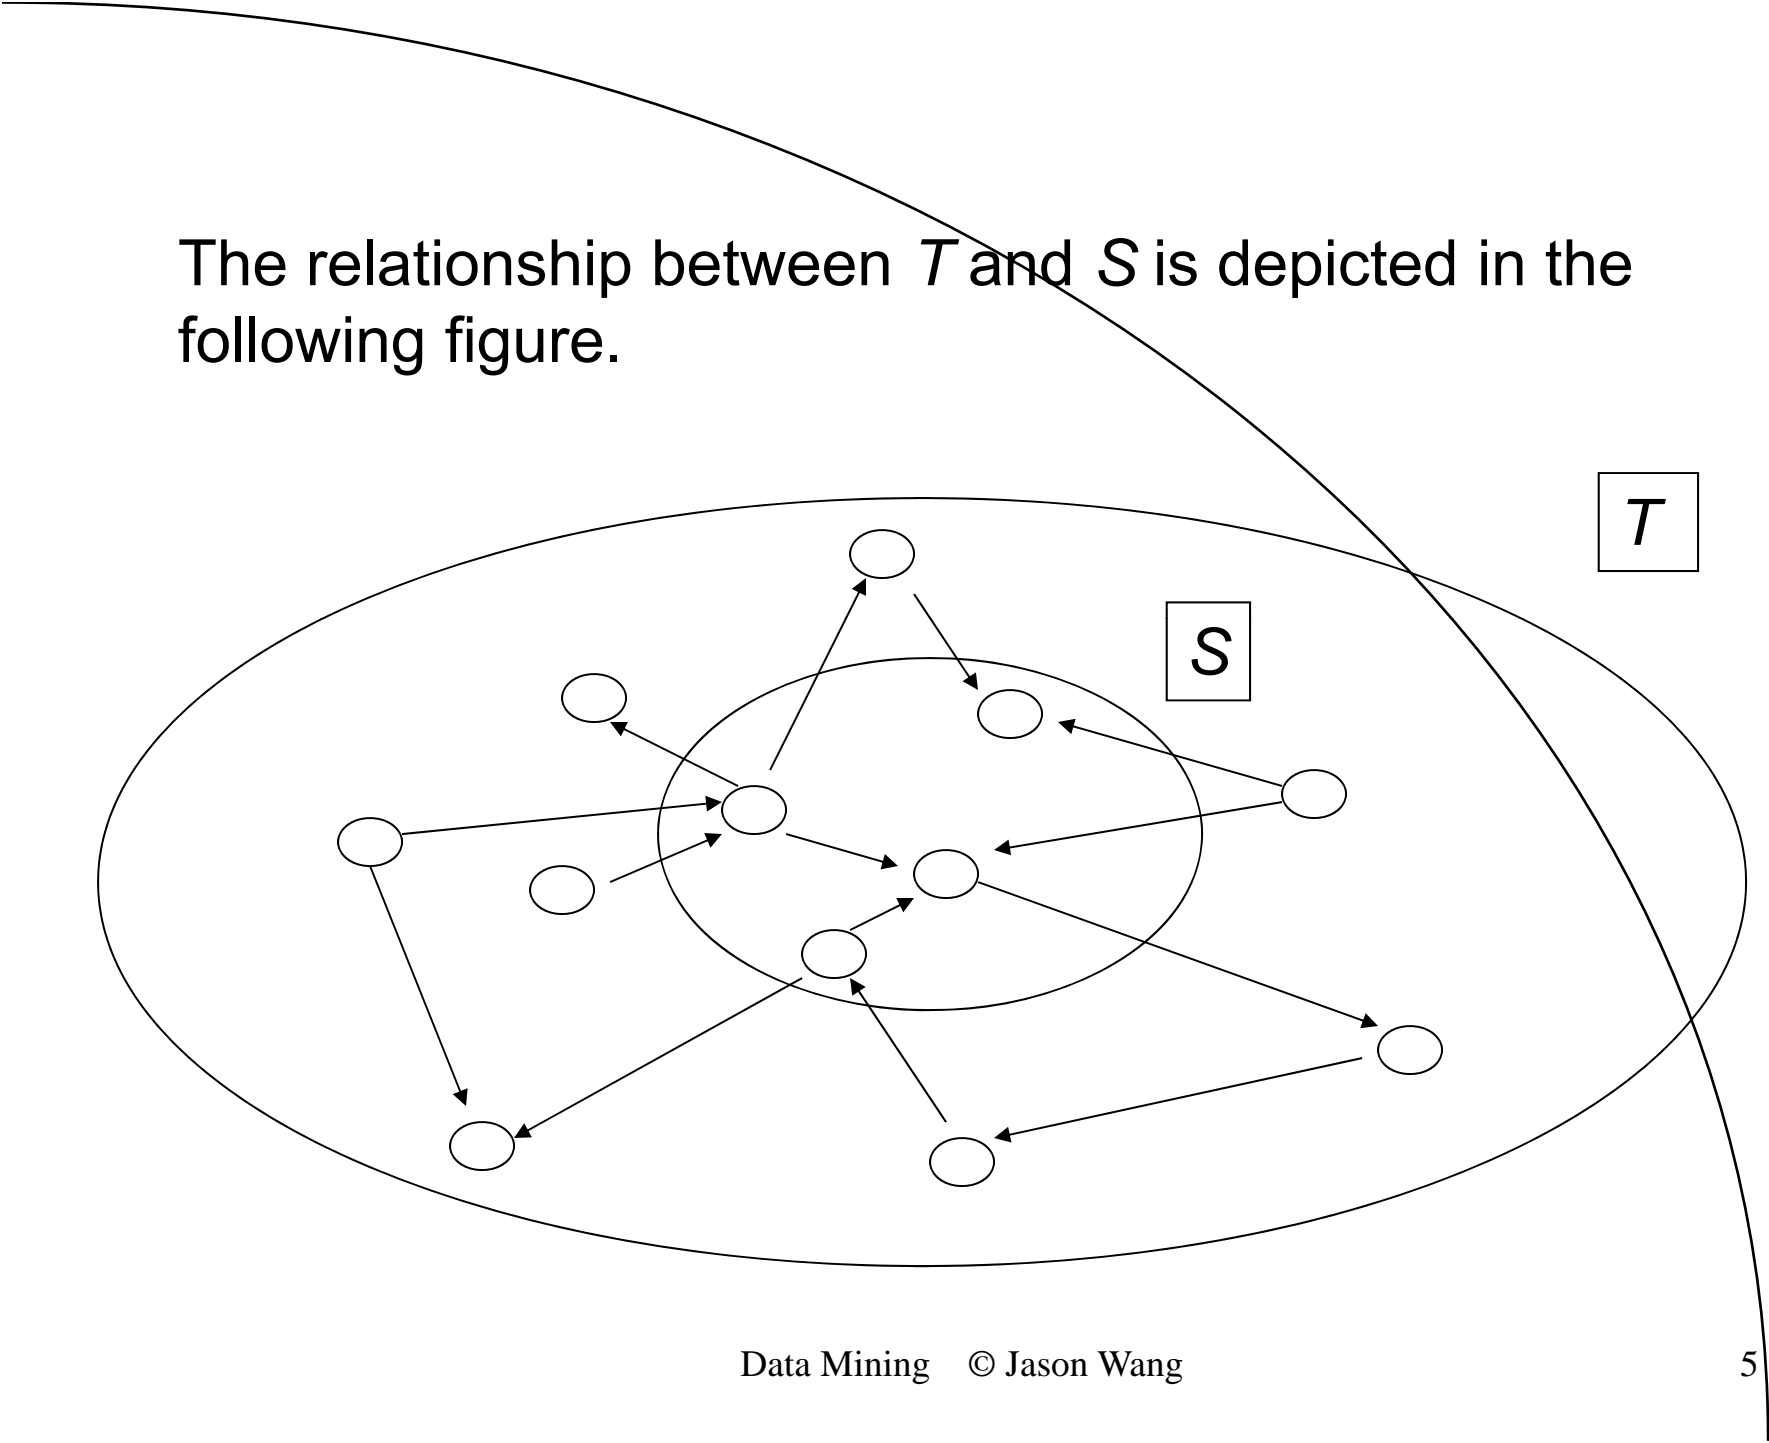 The relationship between T and S is depicted in the
following figure.
T
S
Data Mining © Jason Wang
5